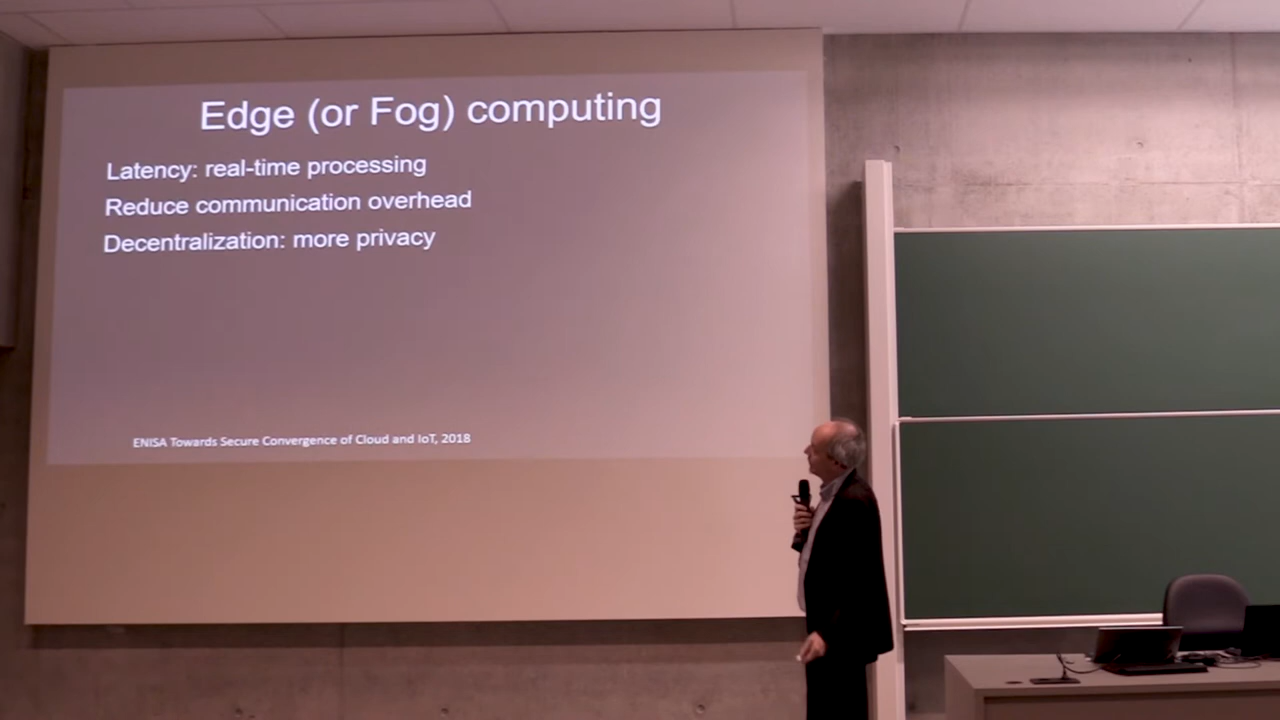 Edge (or Fog) computing
Latency: real-time processing
Reduce communication overhead
Decentralization: more privacy
ENISA Towards Secure Convergence of Cloud and IoT, 2018